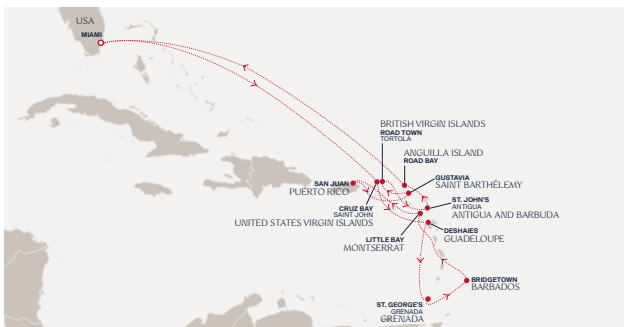 USA
MIAMI
BRITISH VIRGIN ISLANDS
ROAD TOWN
TORTOLA
ANGUILLA ISLAND
ROAD BAY
GUSTAVIA
SAINT BARTHÉLEMY
SAN JUAN
PUERTO RICO
CRUZ BAY
SAINT JOHN
UNITED STATES VIRGIN ISLANDS
ST. JOHN'S
ANTIGUA
ANTIGUA AND BARBUDA
DESHAIES
GUADELOUPE
LITTLE BAY
MONTSERRAT
BRIDGETOWN
BARBADOS
ST. GEORGE'S
GRENADA
GRENADA